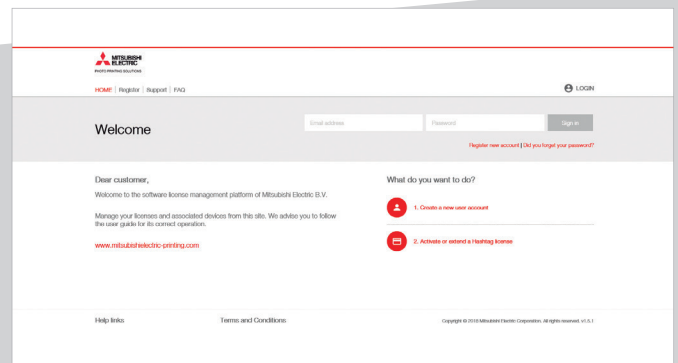 MITSUBISHI
ELECTRIC
PHOTO PRINTING SOLUTIONS
HOME | Register | Support | FAQ
LOGIN
Welcome
Email address
Password
Sign in
Register new account | Did you forget your password?
Dear customer,
Welcome to the software license management platform of Mitsubishi Electric B.V.
Manage your licenses and associated devices from this site. We advise you to follow
the user guide for its correct operation.
www.mitsubishielectric-printing.com
What do you want to do?
1. Create a new user account
2. Activate or extend a Hashtag license
Help links
Terms and Conditions
Copyright © 2018 Mitsubishi Electric Corporation. All rights reserved. v1.5.1